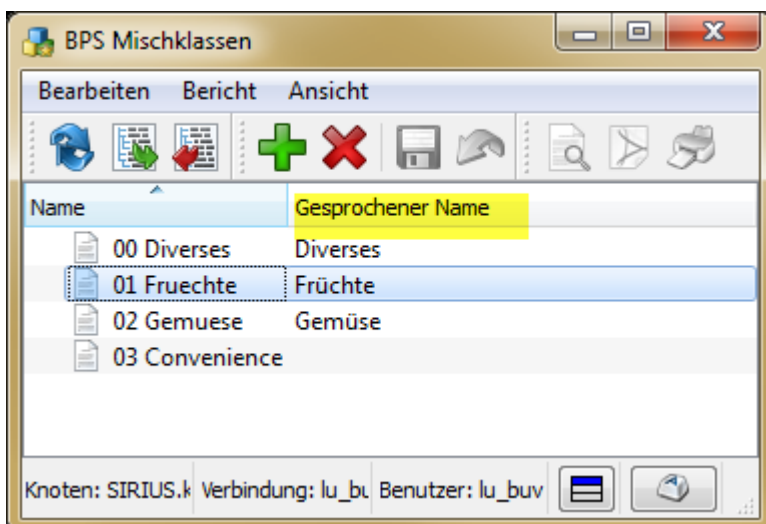 BPS Mischklassen
Bearbeiten Bericht Ansicht
Name Gesprochener Name
00 Diverses Diverses
01 Fruechte Früchte
02 Gemuese Gemüse
03 Convenience
Knoten: SIRIUS.k Verbindung: lu_bu Benutzer: lu_buv